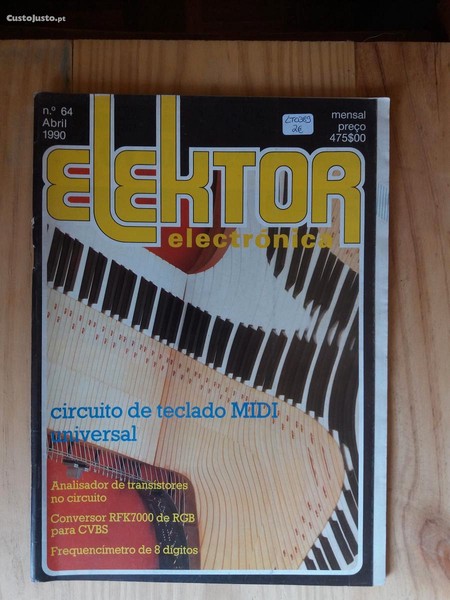 CustoJusto.pt
n.º 64
Abril
1990
mensal
preço
475$00
2€
ELEKTOR
electrónica
circuito de teclado MIDI
universal
Analisador de transistores
no circuito
Conversor RFK7000 de RGB
para CVBS
Frequencímetro de 8 dígitos